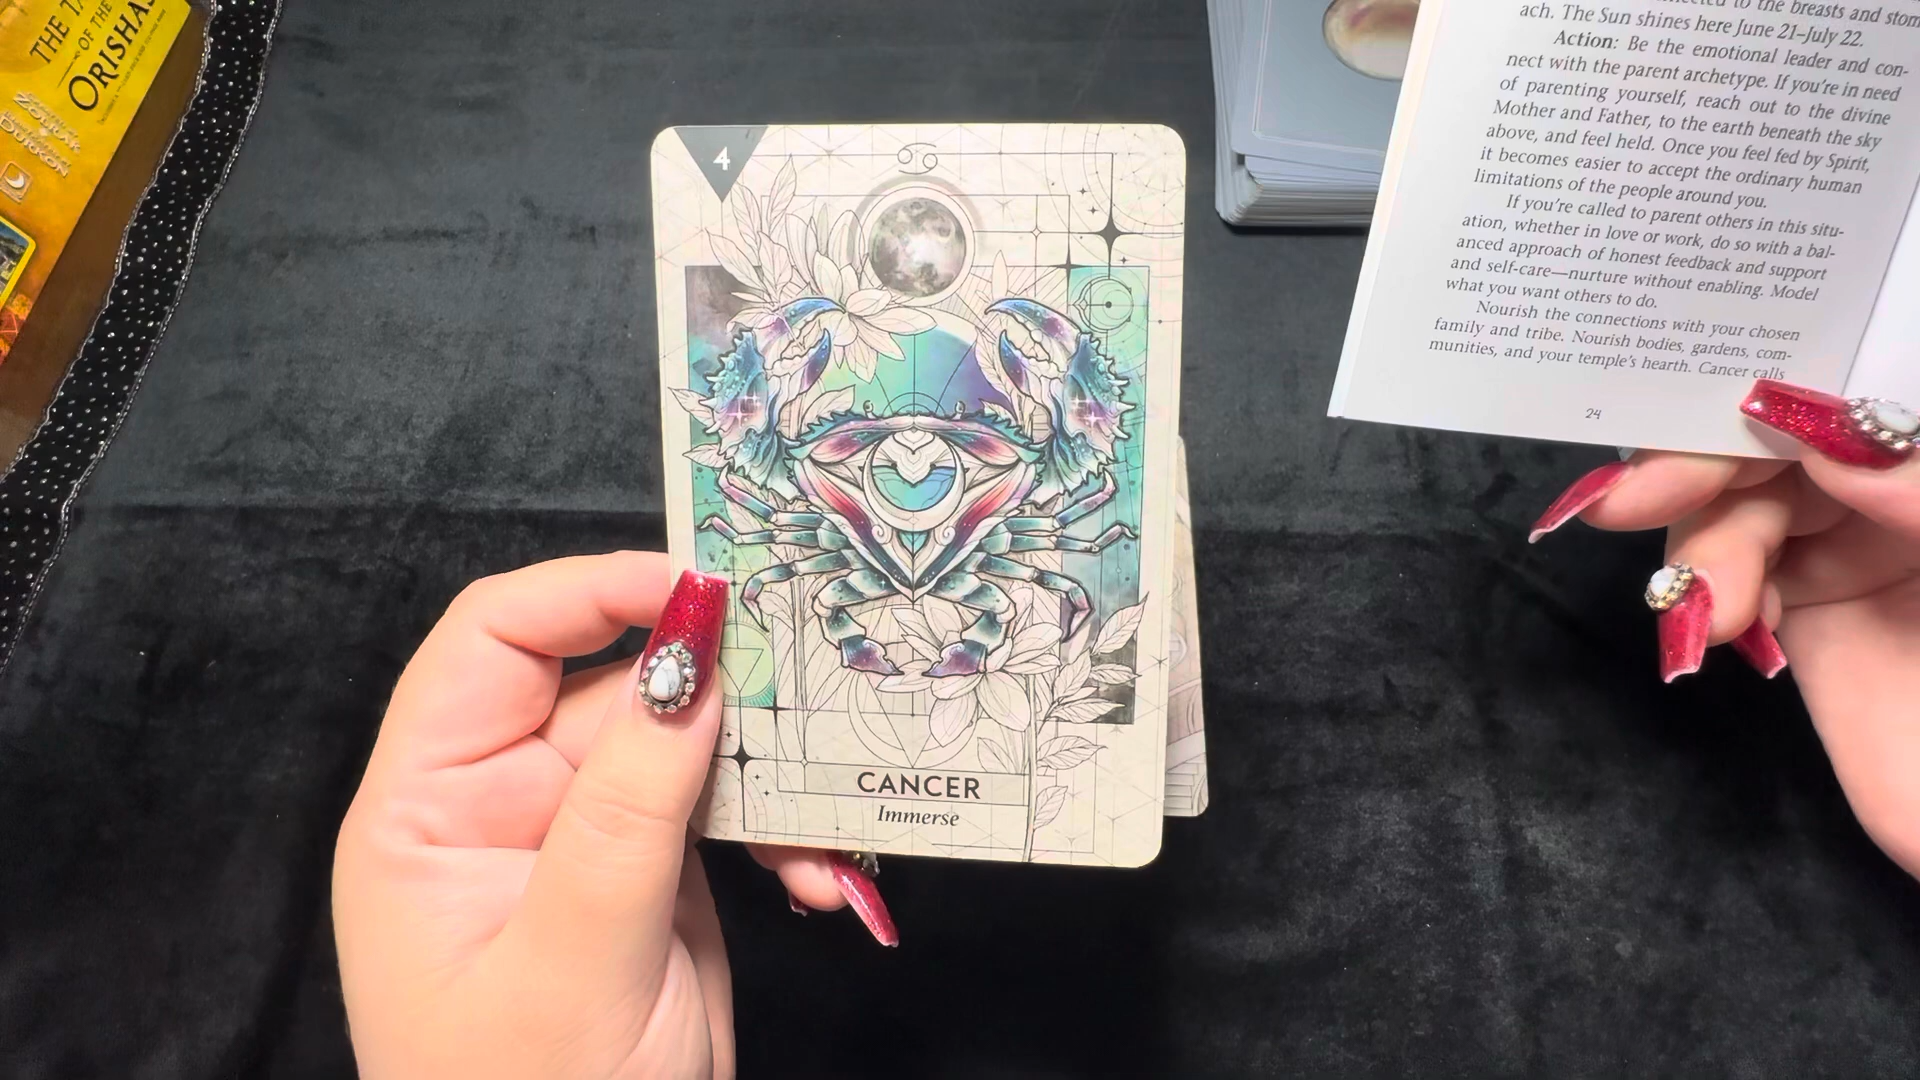 THE TA
OF THE
ORISHAS
4
CANCER
Immerse
to the breasts and stom
ach. The Sun shines here June 21–July 22.
Action: Be the emotional leader and con-
nect with the parent archetype. If you're in need
of parenting yourself, reach out to the divine
Mother and Father, to the earth beneath the sky
above, and feel held. Once you feel fed by Spirit,
it becomes easier to accept the ordinary human
limitations of the people around you.
If you're called to parent others in this situ-
ation, whether in love or work, do so with a bal-
anced approach of honest feedback and support
and self-care—nurture without enabling. Model
what you want others to do.
Nourish the connections with your chosen
family and tribe. Nourish bodies, gardens, com-
munities, and your temple's hearth. Cancer calls
24